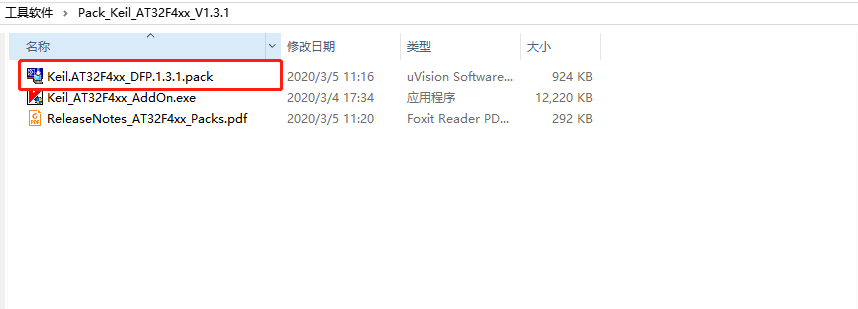 工具软件 › Pack_Keil_AT32F4xx_V1.3.1
名称 修改日期 类型 大小
Keil.AT32F4xx_DFP.1.3.1.pack 2020/3/5 11:16 uVision Software... 924 KB
Keil_AT32F4xx_AddOn.exe 2020/3/4 17:34 应用程序 12,220 KB
ReleaseNotes_AT32F4xx_Packs.pdf 2020/3/5 11:20 Foxit Reader PD... 292 KB